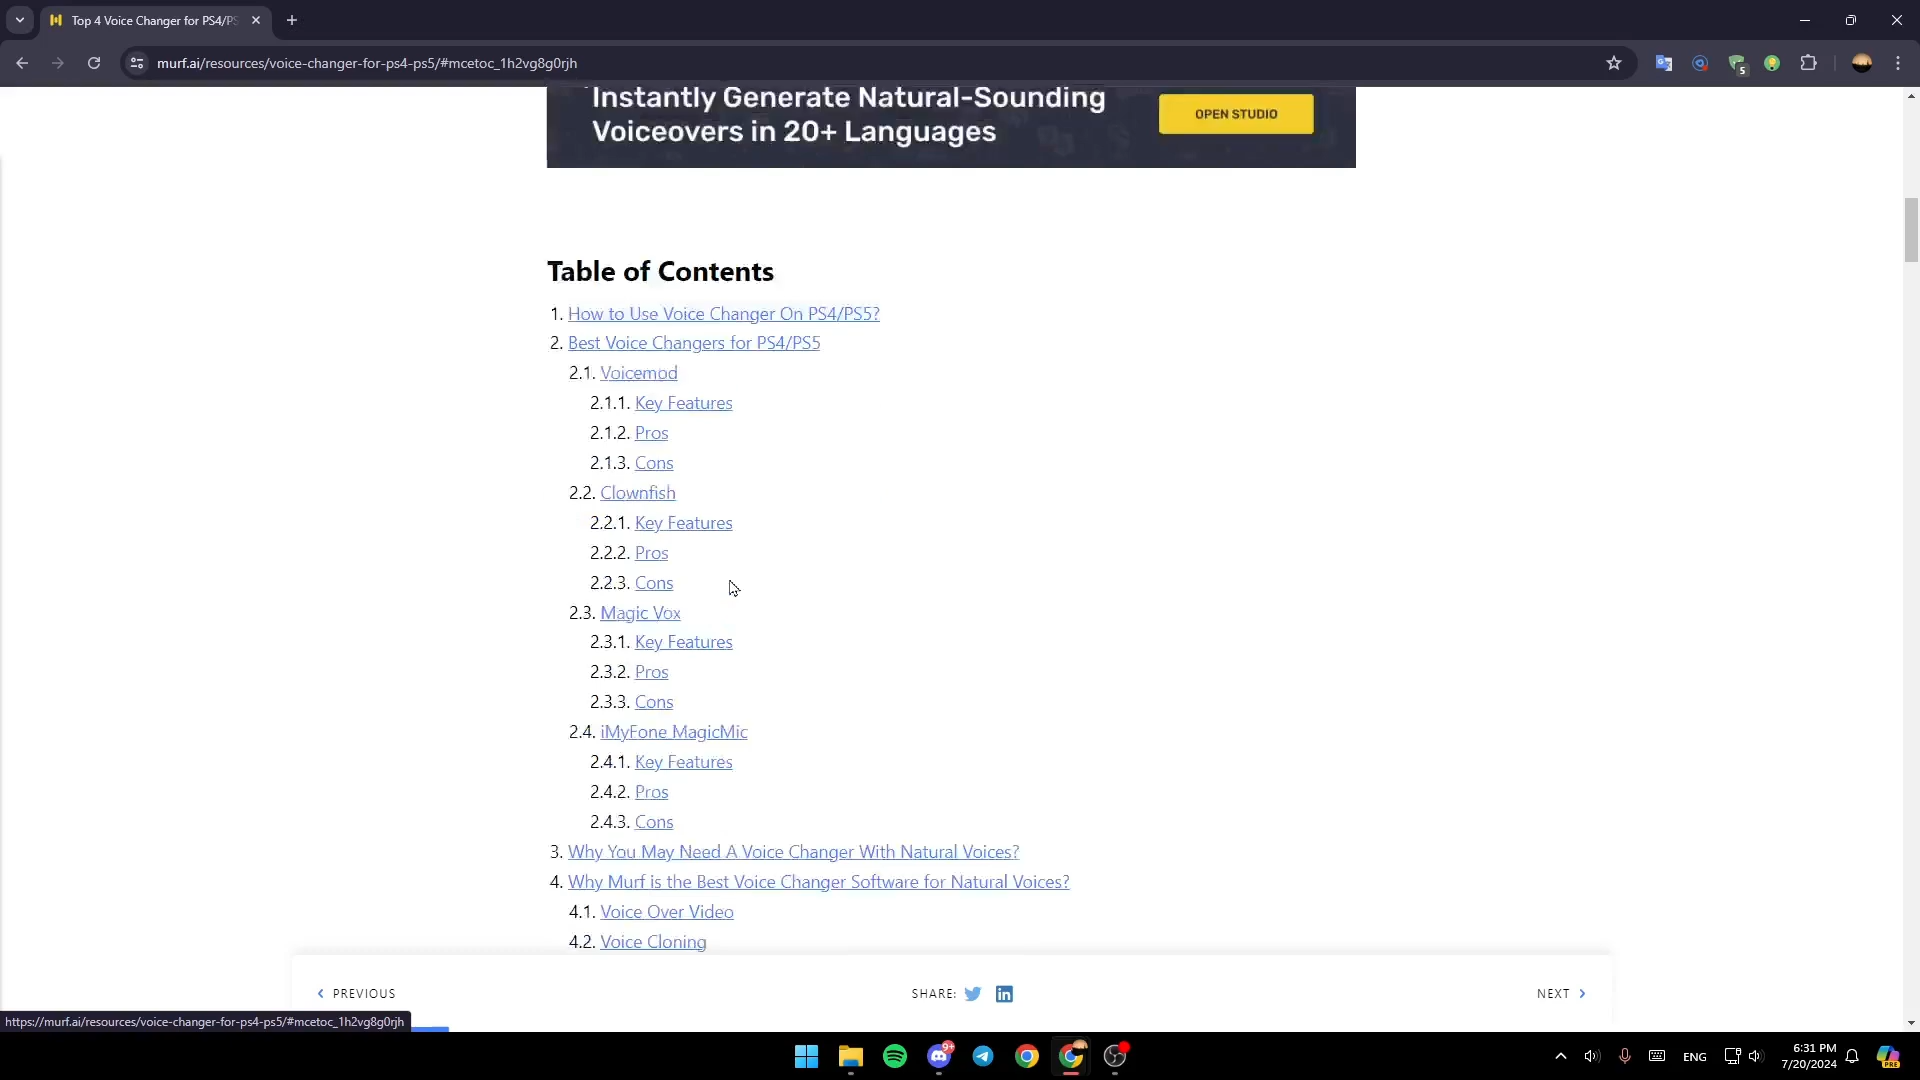 Top 4 Voice Changer for PS4/PS
murf.ai/resources/voice-changer-for-ps4-ps5/#mcetoc_1h2vg8g0rjh
5
Instantly Generate Natural-Sounding
Voiceovers in 20+ Languages
OPEN STUDIO
Table of Contents
1. How to Use Voice Changer On PS4/PS5?
2. Best Voice Changers for PS4/PS5
2.1. Voicemod
2.1.1. Key Features
2.1.2. Pros
2.1.3. Cons
2.2. Clownfish
2.2.1. Key Features
2.2.2. Pros
2.2.3. Cons
2.3. Magic Vox
2.3.1. Key Features
2.3.2. Pros
2.3.3. Cons
2.4. iMyFone MagicMic
2.4.1. Key Features
2.4.2. Pros
2.4.3. Cons
3. Why You May Need A Voice Changer With Natural Voices?
4. Why Murf is the Best Voice Changer Software for Natural Voices?
4.1. Voice Over Video
4.2. Voice Cloning
PREVIOUS
SHARE:
NEXT
https://murf.ai/resources/voice-changer-for-ps4-ps5/#mcetoc_1h2vg8g0rjh
9+
ENG
6:31 PM
7/20/2024
PRE